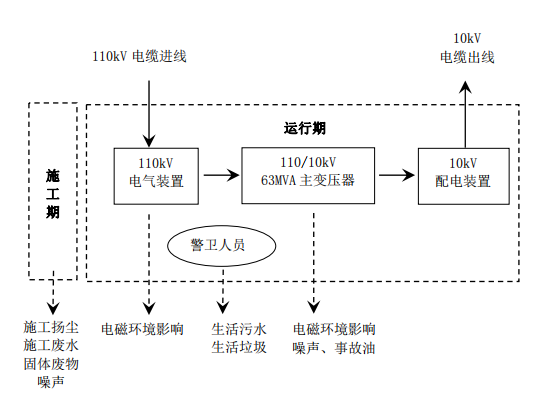 110kV 电缆进线
10kV
电缆出线
运行期
施
工
期
110kV
电气装置
110/10kV
63MVA 主变压器
10kV
配电装置
警卫人员
施工扬尘
施工废水
固体废物
噪声
电磁环境影响
生活污水
生活垃圾
电磁环境影响
噪声、事故油